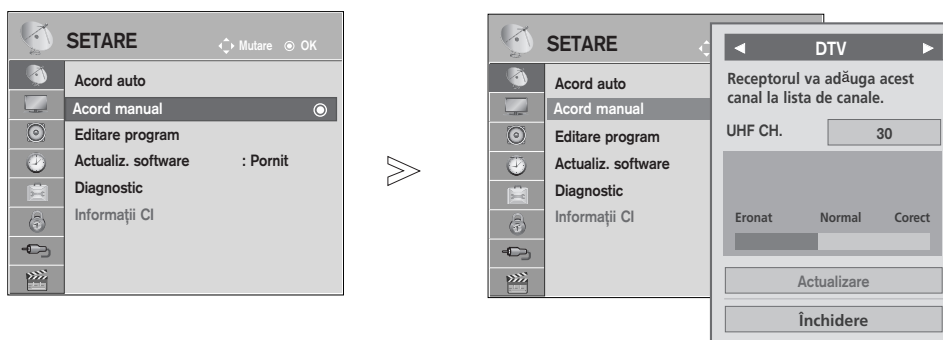 SETARE
Mutare OK
Acord auto
Acord manual
Editare program
Actualiz. software : Pornit
Diagnostic
Informaţii CI
SETARE
Acord auto
Acord manual
Editare program
Actualiz. software
Diagnostic
Informaţii CI
DTV
Receptorul va adăuga acest
canal la lista de canale.
UHF CH. 30
Eronat Normal Corect
Actualizare
Închidere